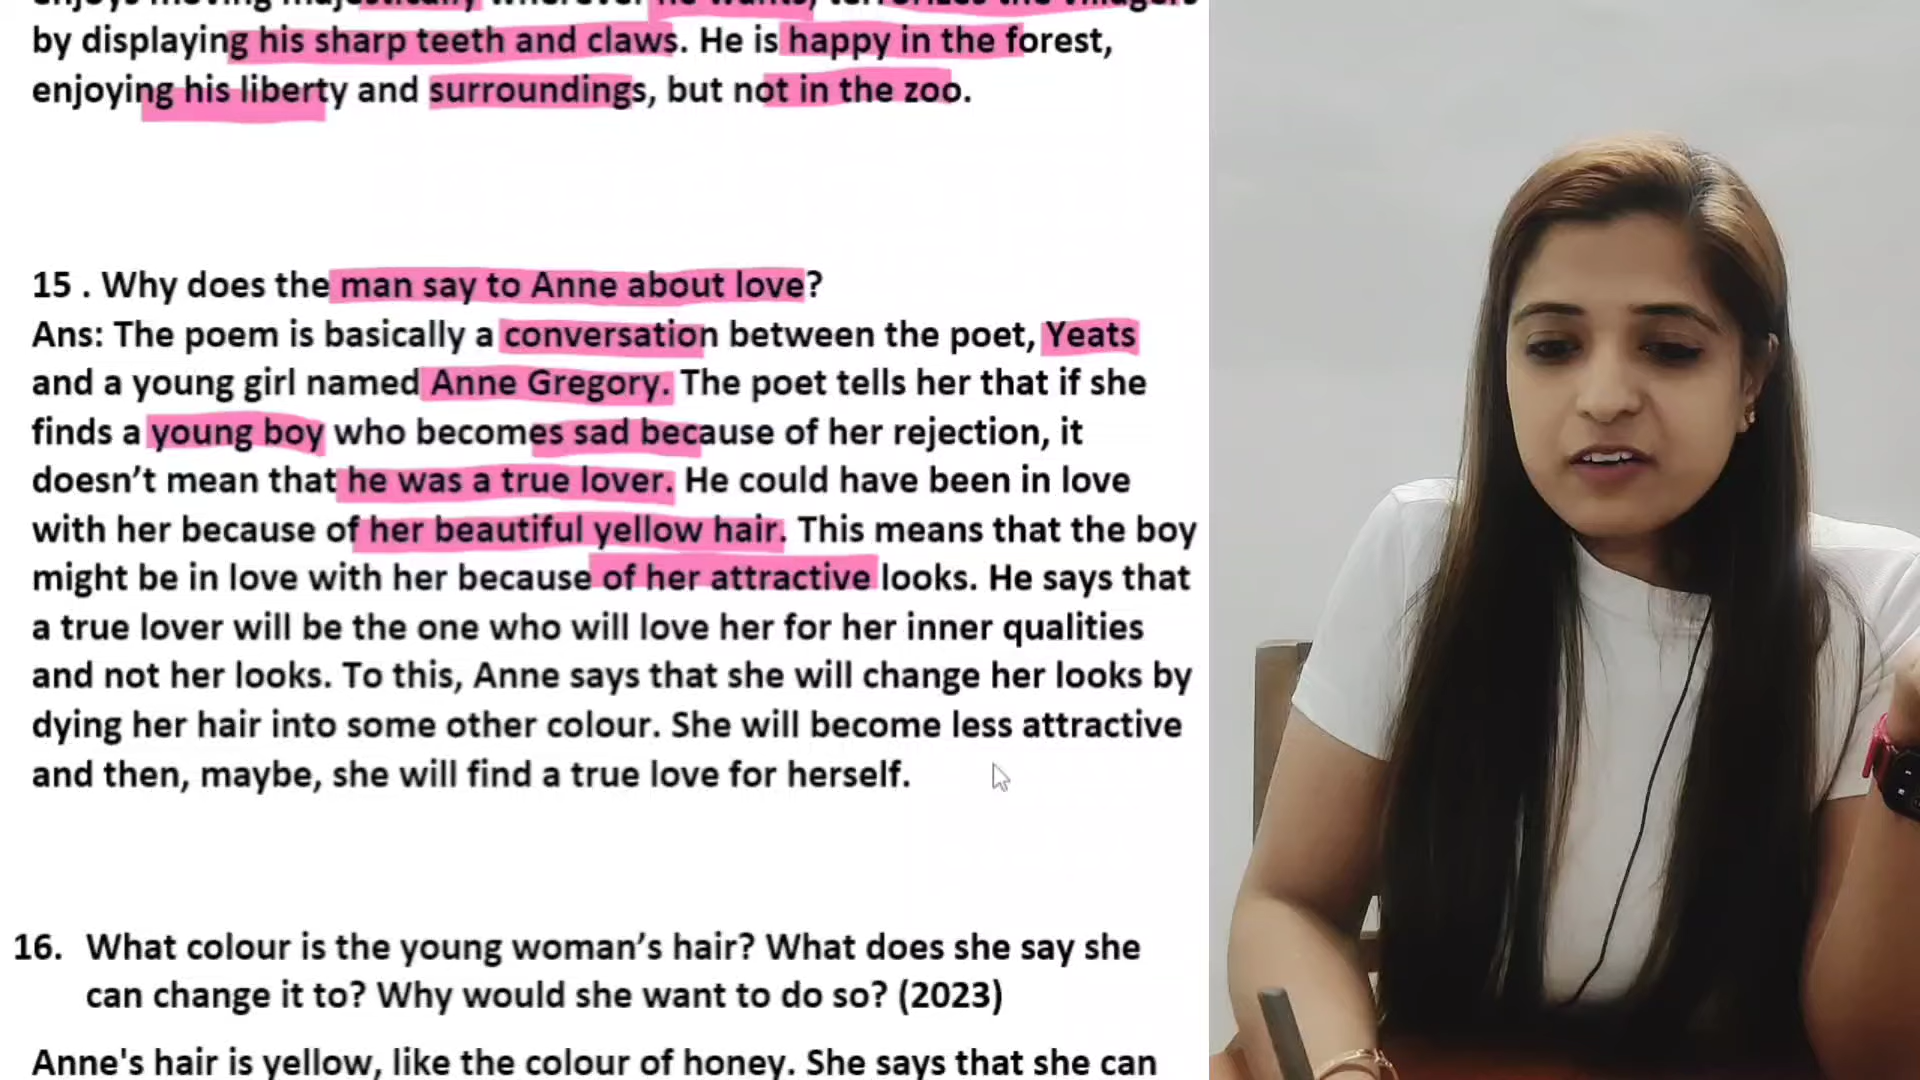 enjoys moving majestically wherever he wants, terrorizes the villagers
by displaying his sharp teeth and claws. He is happy in the forest,
enjoying his liberty and surroundings, but not in the zoo.
15 . Why does the man say to Anne about love?
Ans: The poem is basically a conversation between the poet, Yeats
and a young girl named Anne Gregory. The poet tells her that if she
finds a young boy who becomes sad because of her rejection, it
doesn’t mean that he was a true lover. He could have been in love
with her because of her beautiful yellow hair. This means that the boy
might be in love with her because of her attractive looks. He says that
a true lover will be the one who will love her for her inner qualities
and not her looks. To this, Anne says that she will change her looks by
dying her hair into some other colour. She will become less attractive
and then, maybe, she will find a true love for herself.
16. What colour is the young woman’s hair? What does she say she
can change it to? Why would she want to do so? (2023)
Anne's hair is yellow, like the colour of honey. She says that she can